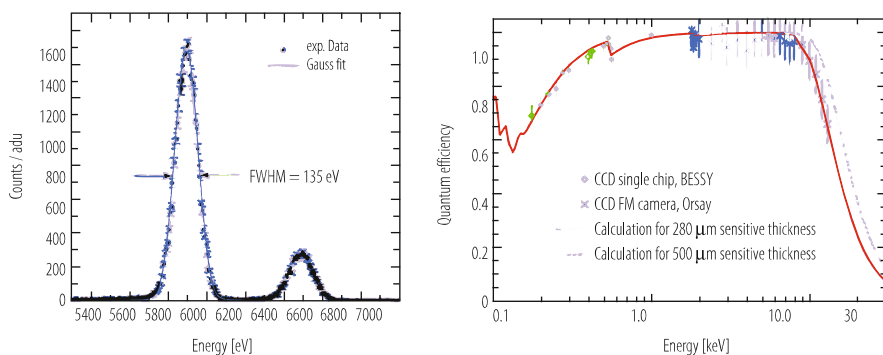 Counts / adu
1600
1400
1200
1000
800
600
400
200
0
exp. Data
Gauss fit
FWHM = 135 eV
5400 5600 5800 6000 6200 6400 6600 6800 7000
Energy [eV]
Quantum efficiency
1.0
0.8
0.6
0.4
0.2
0
CCD single chip, BESSY
CCD FM camera, Orsay
Calculation for 280 μm sensitive thickness
Calculation for 500 μm sensitive thickness
0.1 1.0 10.0 30
Energy [keV]